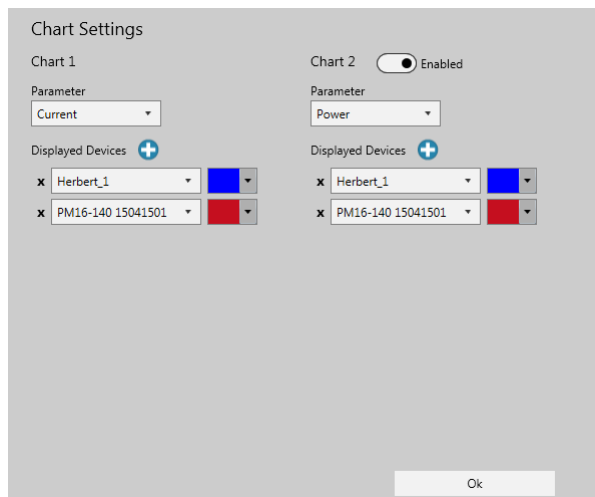 Chart Settings
Chart 1
Parameter
Current
Displayed Devices
x Herbert_1
x PM16-140 15041501
Chart 2 Enabled
Parameter
Power
Displayed Devices
x Herbert_1
x PM16-140 15041501
Ok